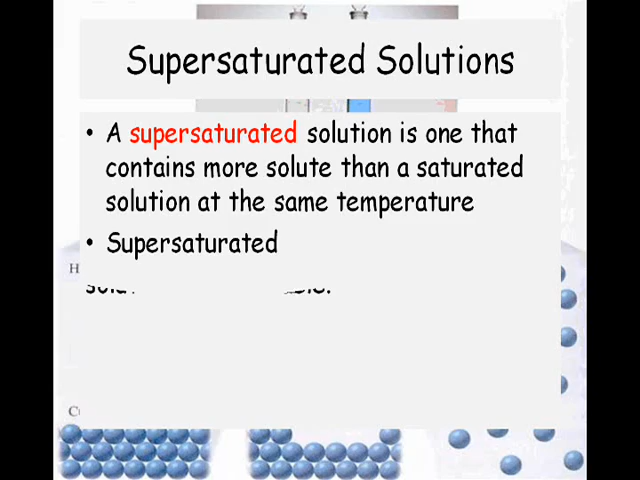 Supersaturated Solutions
• A supersaturated solution is one that
contains more solute than a saturated
solution at the same temperature
• Supersaturated
H